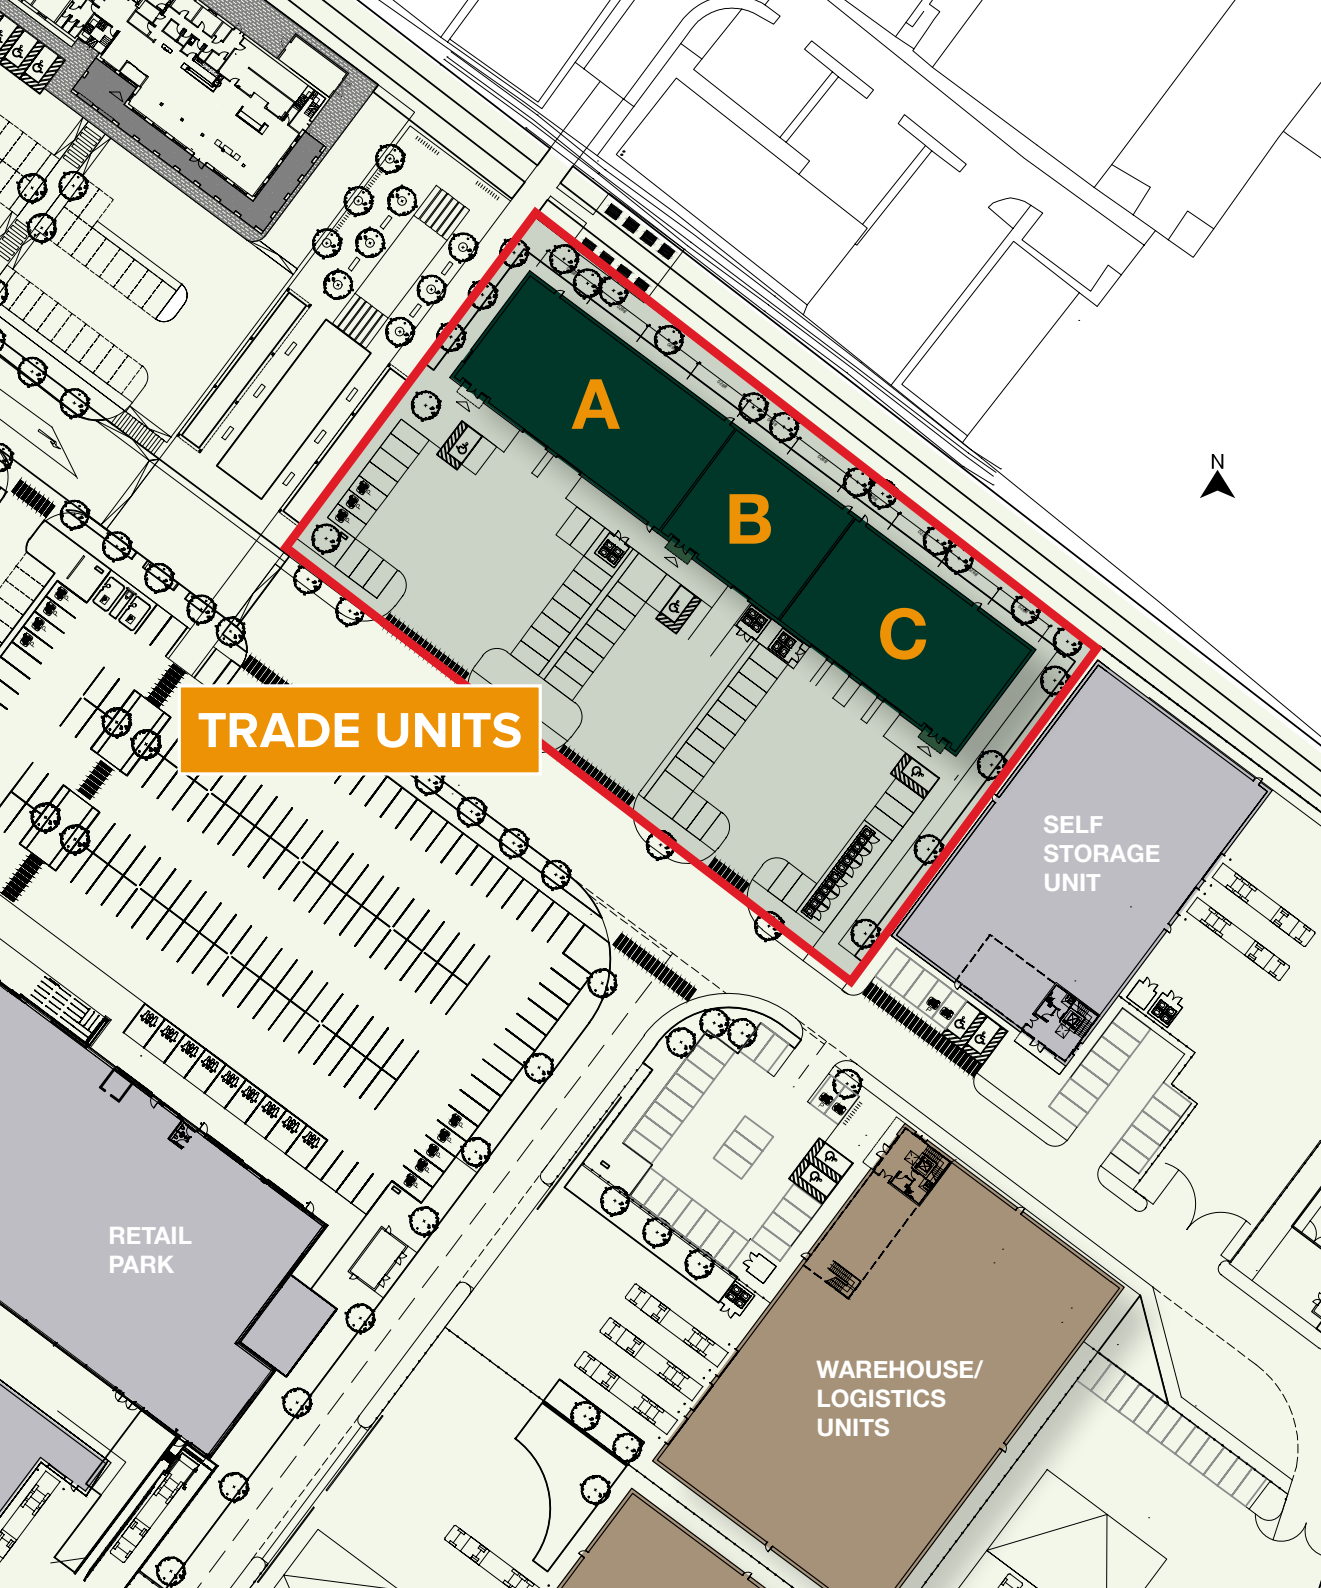 A
B
N
C
TRADE UNITS
SELF
STORAGE
UNIT
RETAIL
PARK
WAREHOUSE/
LOGISTICS
UNITS